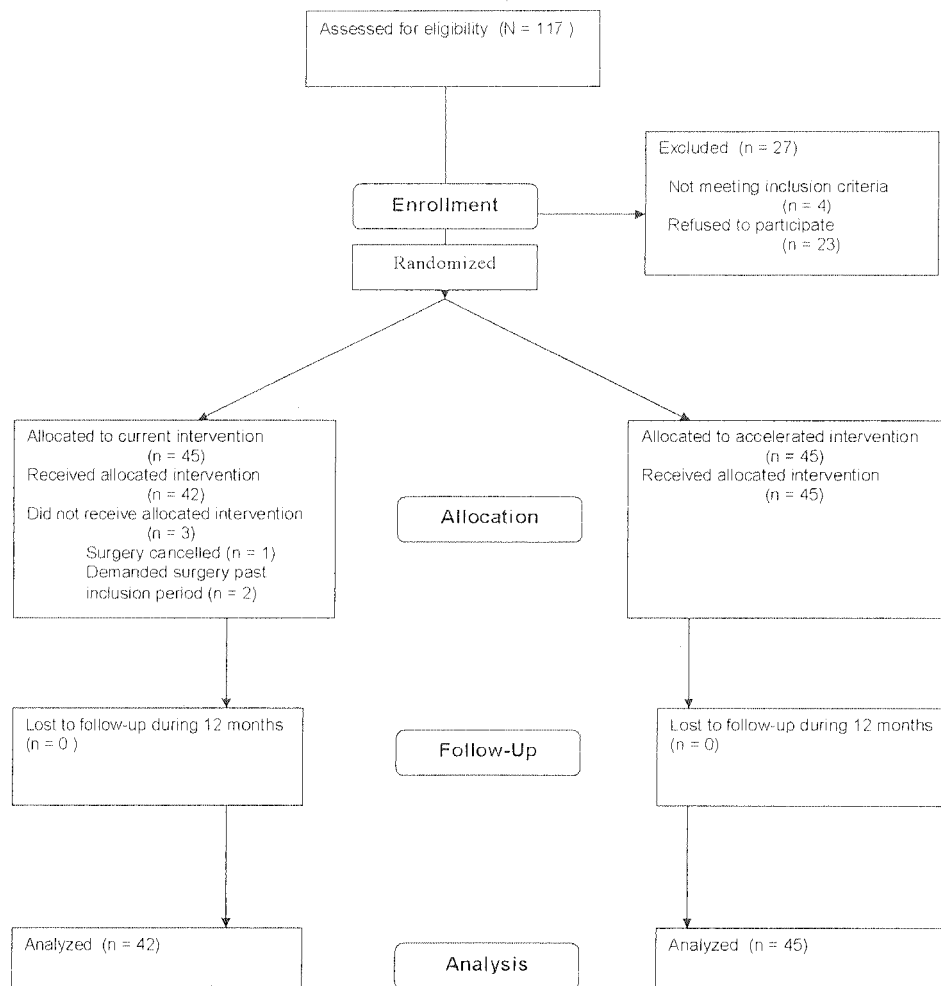 Assessed for eligibility (N = 117 )
Excluded (n = 27)
Not meeting inclusion criteria
(n = 4)
Refused to participate
(n = 23)
Enrollment
Randomized
Allocated to current intervention
(n = 45)
Received allocated intervention
(n = 42)
Did not receive allocated intervention
(n = 3)
Surgery cancelled (n = 1)
Demanded surgery past
inclusion period (n = 2)
Allocation
Allocated to accelerated intervention
(n = 45)
Received allocated intervention
(n = 45)
Lost to follow-up during 12 months
(n = 0 )
Follow-Up
Lost to follow-up during 12 months
(n = 0)
Analyzed (n = 42)
Analysis
Analyzed (n = 45)